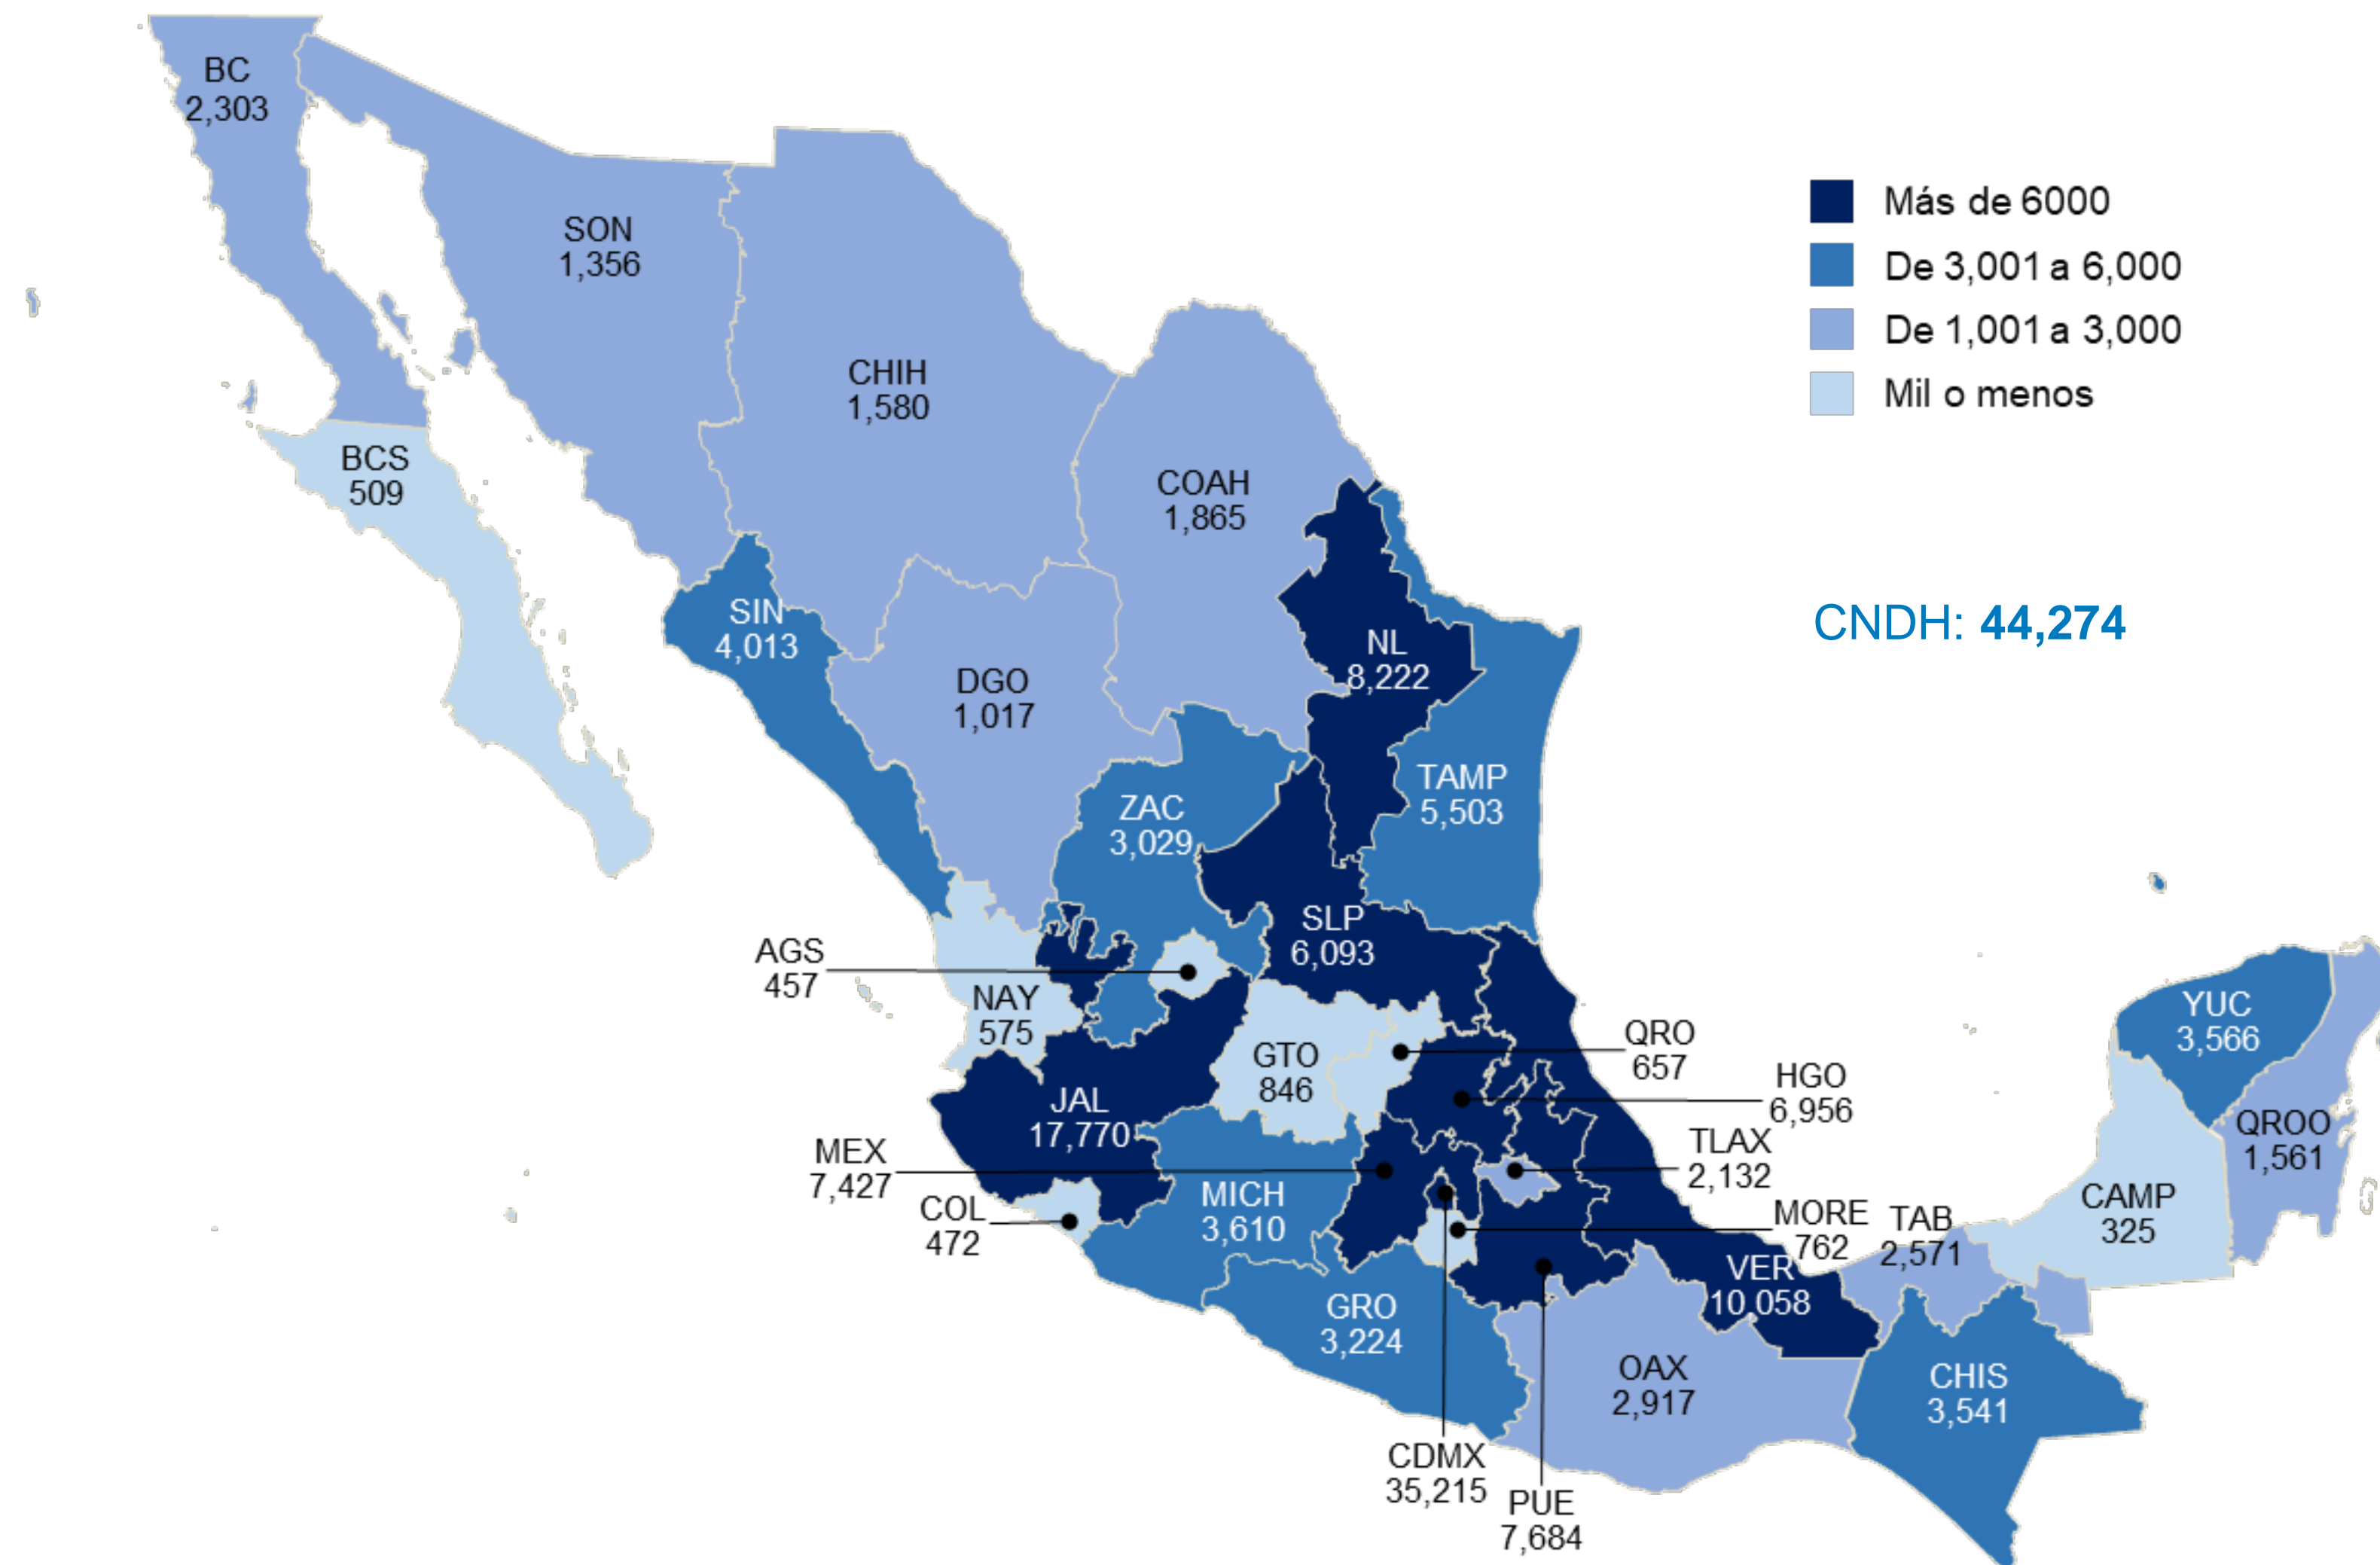 BC
2,303
SON
1,356
Más de 6000
De 3,001 a 6,000
De 1,001 a 3,000
Mil o menos
CHIH
1,580
BCS
509
COAH
1,865
SIN
4,013
CNDH: 44,274
NL
8,222
DGO
1,017
TAMP
5,503
ZAC
3,029
SLP
6,093
AGS
457
NAY
575
YUC
3,566
QRO
657
GTO
846
HGO
6,956
JAL
17,770
QROO
1,561
TLAX
2,132
MEX
7,427
MICH
3,610
CAMP
325
COL
472
MORE
762
TAB
2,571
VER
10,058
GRO
3,224
OAX
2,917
CHIS
3,541
CDMX
35,215
PUE
7,684